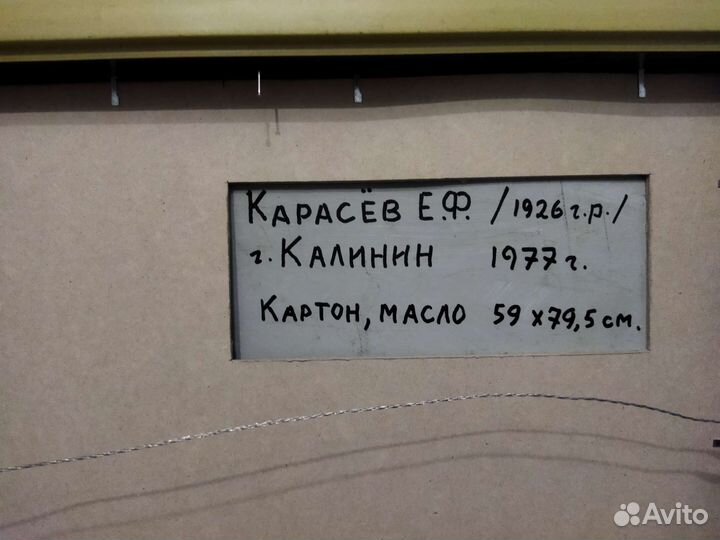 КАРАСЁВ Е.Ф. /1926 г.р./
г. КАЛИНИН 1977 г.
КАРТОН, МАСЛО 59 х 79,5 см.
Avito